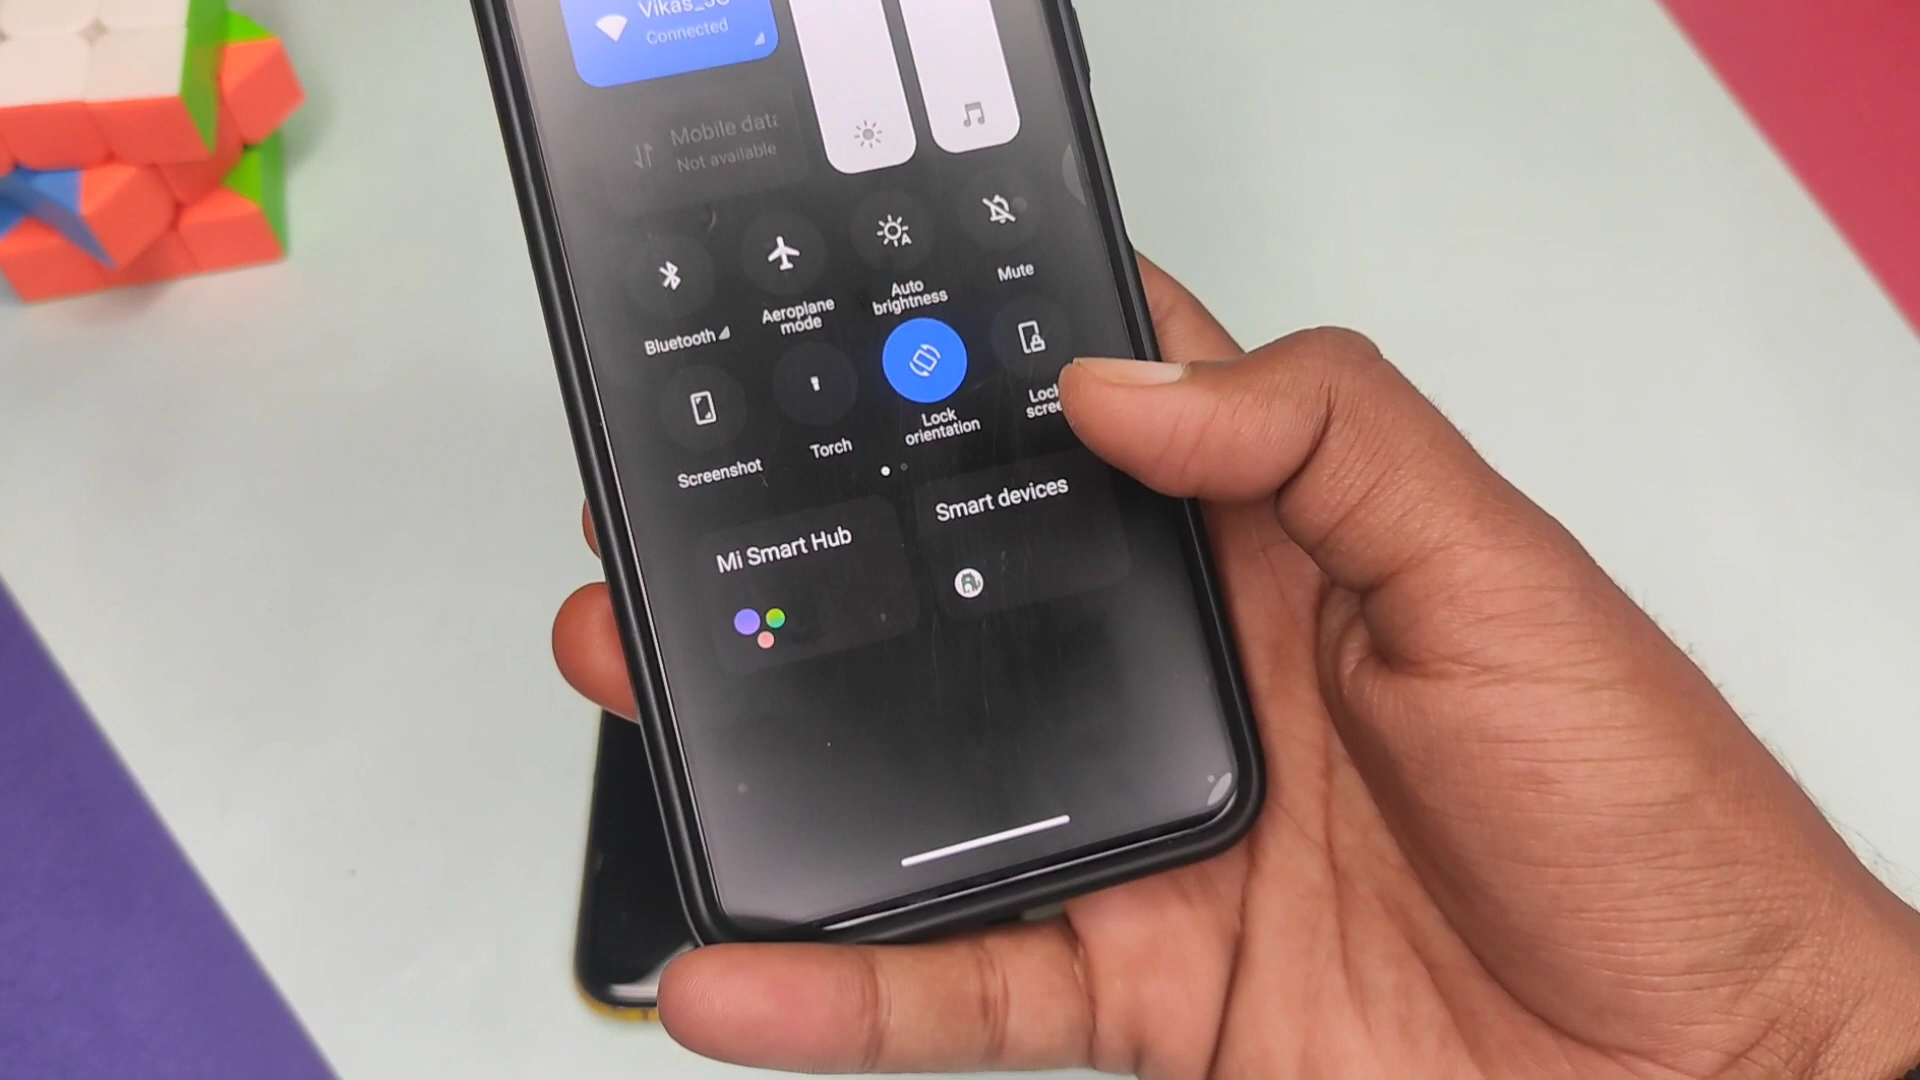 Connected
Mobile data
Not available
Bluetooth
Aeroplane
mode
Auto
brightness
Mute
Screenshot
Torch
Lock
orientation
Lock
Mi Smart Hub
Smart devices